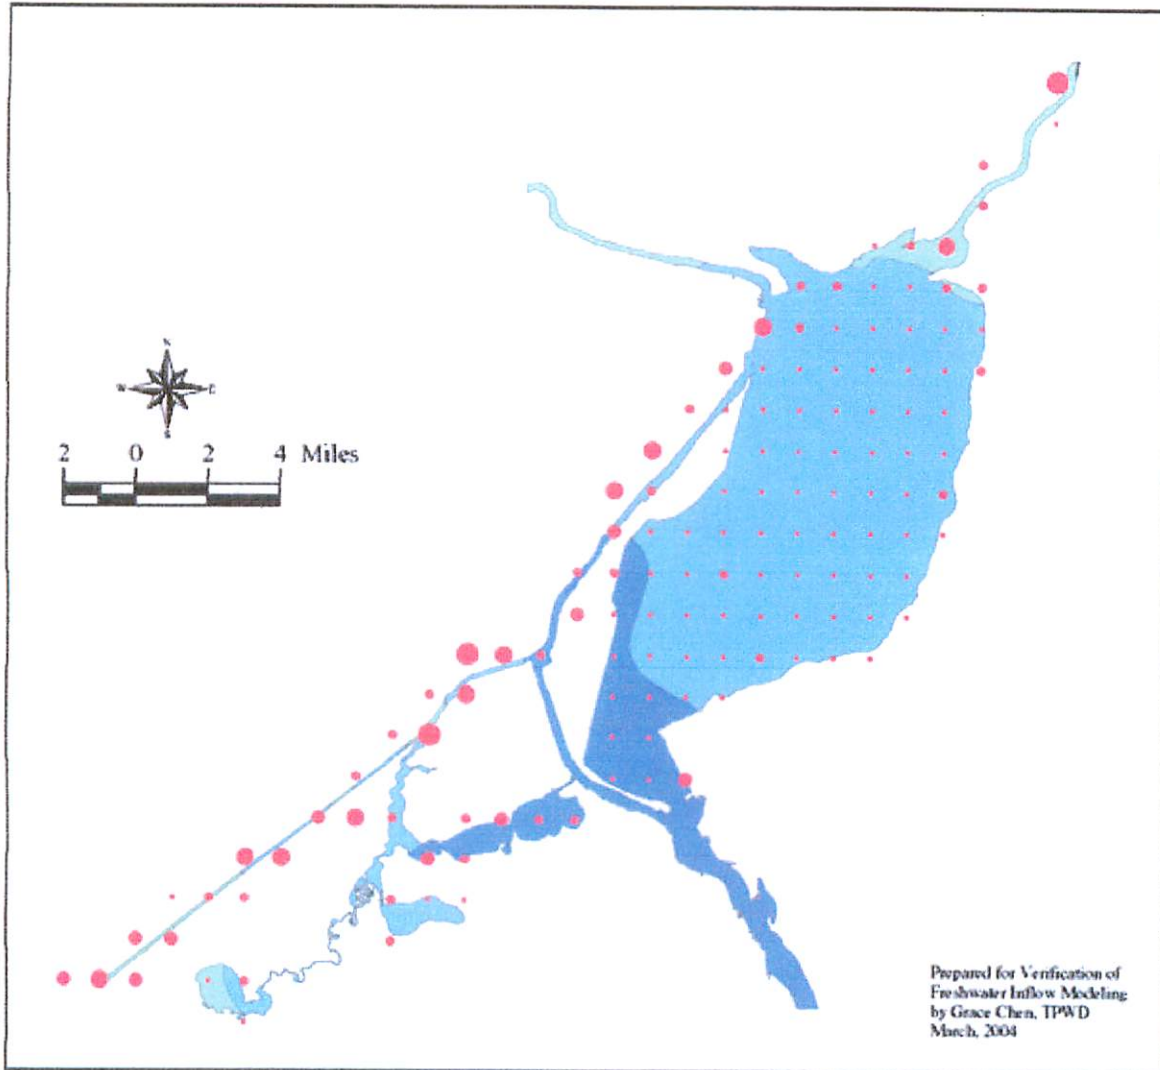 N
W E
S
2 0 2 4 Miles
Prepared for Verification of
Freshwater Inflow Modeling
by Grace Chen, TPWD
March, 2004